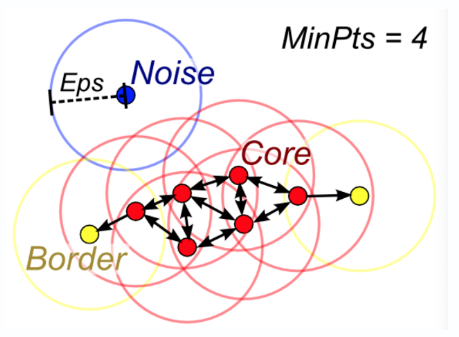 MinPts = 4
Eps
Noise
Core
Border